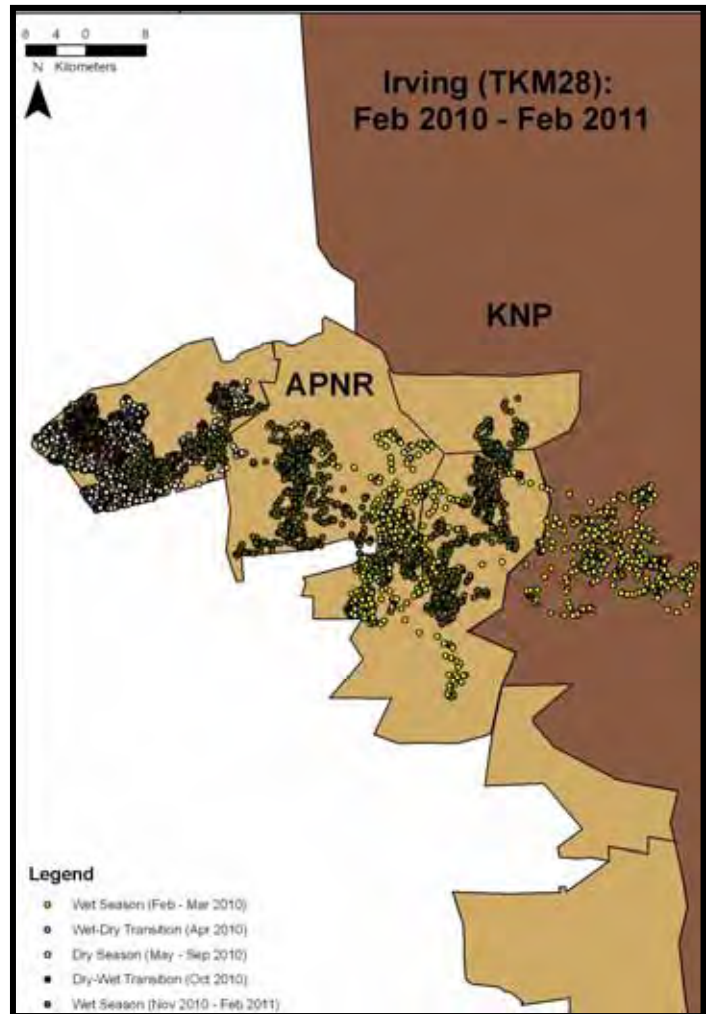 8 4 0 8
N Kilometers
Irving (TKM28):
Feb 2010 - Feb 2011
KNP
APNR
Legend
Wet Season (Feb - Mar 2010)
Wet-Dry Transition (Apr 2010)
Dry Season (May - Sep 2010)
Dry-Wet Transition (Oct 2010)
Wet Season (Nov 2010 - Feb 2011)